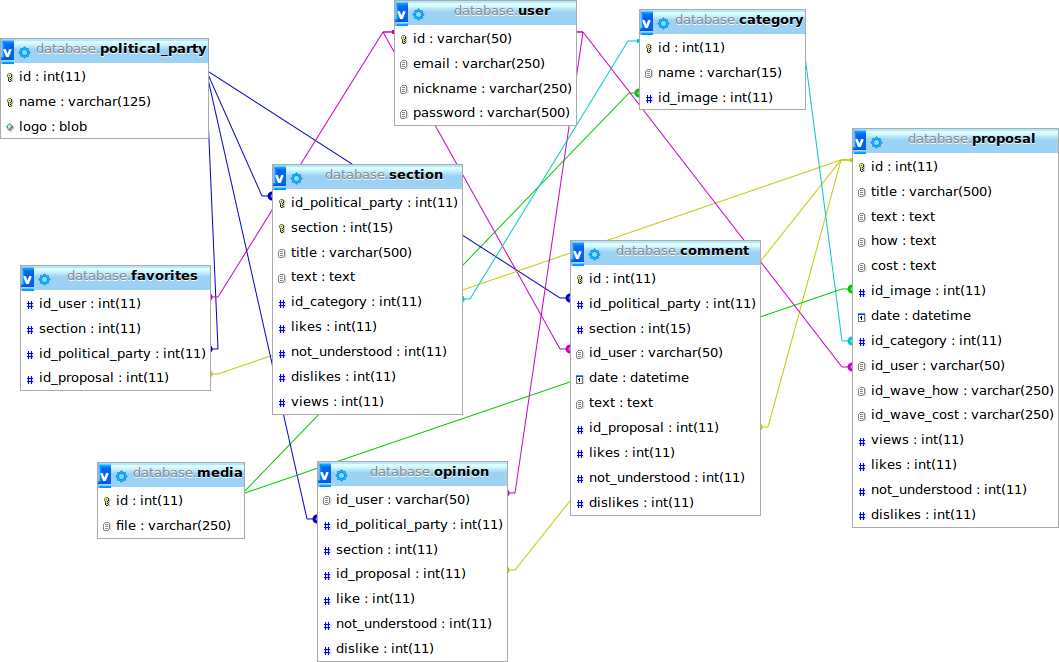 database.political_party
id : int(11)
name : varchar(125)
logo : blob
database.user
id : varchar(50)
email : varchar(250)
nickname : varchar(250)
password : varchar(500)
database.category
id : int(11)
name : varchar(15)
id_image : int(11)
database.proposal
id : int(11)
title : varchar(500)
text : text
how : text
cost : text
id_image : int(11)
date : datetime
id_category : int(11)
id_user : varchar(50)
id_wave_how : varchar(250)
id_wave_cost : varchar(250)
views : int(11)
likes : int(11)
not_understood : int(11)
dislikes : int(11)
database.section
id_political_party : int(11)
section : int(15)
title : varchar(500)
text : text
id_category : int(11)
likes : int(11)
not_understood : int(11)
dislikes : int(11)
views : int(11)
database.comment
id : int(11)
id_political_party : int(11)
section : int(15)
id_user : varchar(50)
date : datetime
text : text
id_proposal : int(11)
likes : int(11)
not_understood : int(11)
dislikes : int(11)
database.favorites
id_user : int(11)
section : int(11)
id_political_party : int(11)
id_proposal : int(11)
database.media
id : int(11)
file : varchar(250)
database.opinion
id_user : varchar(50)
id_political_party : int(11)
section : int(11)
id_proposal : int(11)
like : int(11)
not_understood : int(11)
dislike : int(11)